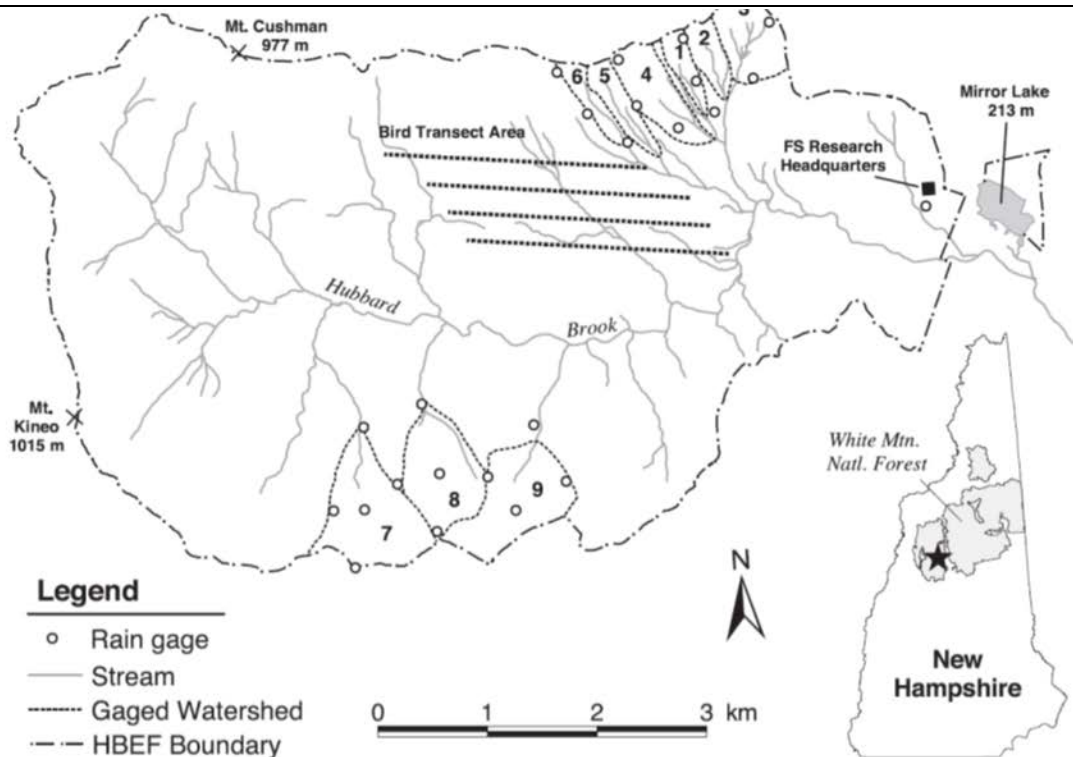 Mt. Cushman
977 m
3
2
1
4
5
6
Mirror Lake
213 m
Bird Transect Area
FS Research
Headquarters
Hubbard
Brook
Mt.
Kineo
1015 m
White Mtn.
Natl. Forest
9
8
7
N
Legend
Rain gage
Stream
Gaged Watershed
HBEF Boundary
0 1 2 3 km
New
Hampshire